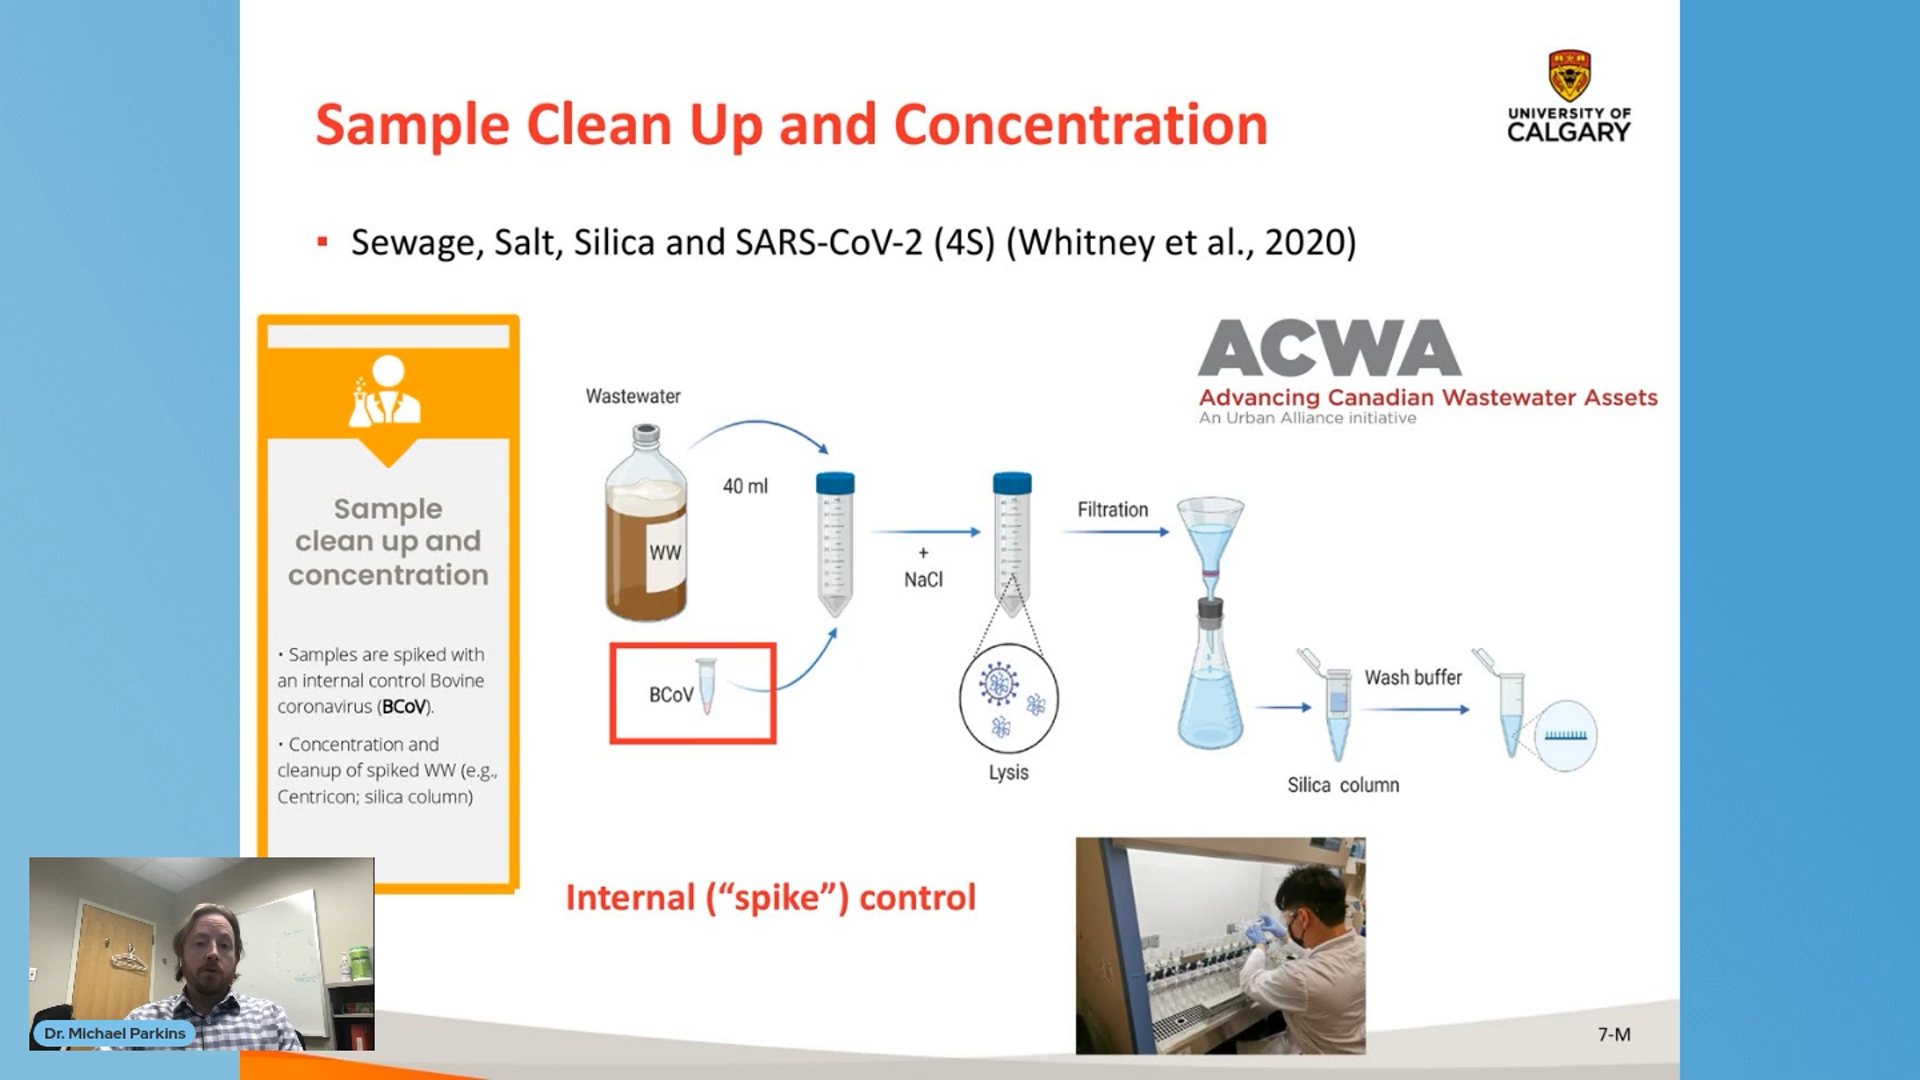 UNIVERSITY OF
CALGARY
Sample Clean Up and Concentration
▪ Sewage, Salt, Silica and SARS-CoV-2 (4S) (Whitney et al., 2020)
ACWA
Advancing Canadian Wastewater Assets
An Urban Alliance initiative
Sample
clean up and
concentration
• Samples are spiked with
an internal control Bovine
coronavirus (BCoV).
• Concentration and
cleanup of spiked WW (e.g.,
Centricon; silica column)
Wastewater
40 ml
WW
BCoV
+
NaCl
Lysis
Filtration
Silica column
Wash buffer
Internal (“spike”) control
Dr. Michael Parkins
7-M